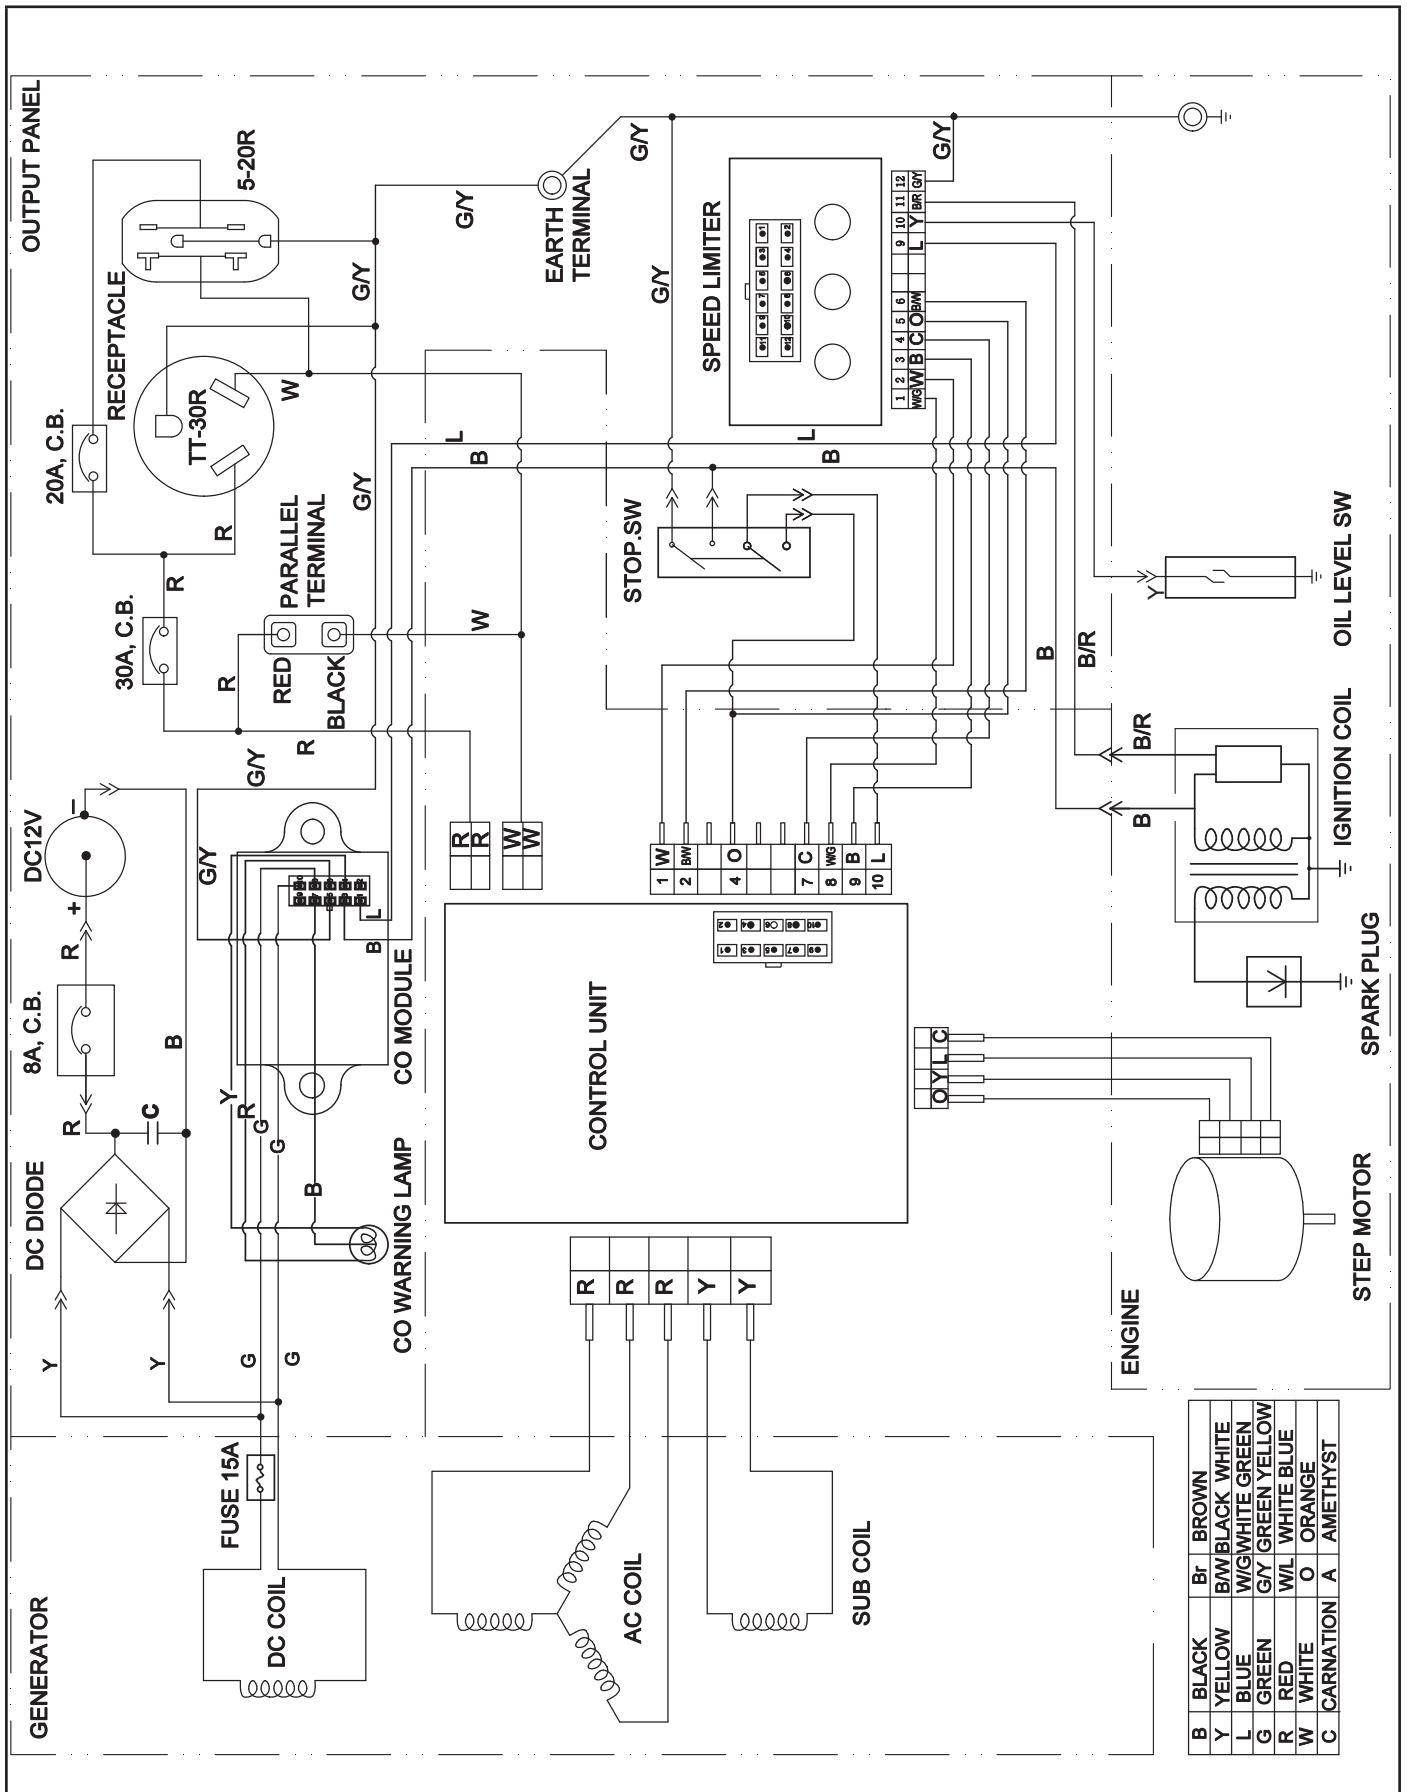 OUTPUT PANEL
5-20R
RECEPTACLE
20A, C.B.
TT-30R
W
G/Y
G/Y
G/Y
G/Y
G/Y
G/Y
G/Y
EARTH
TERMINAL
R
R
PARALLEL
TERMINAL
RED
BLACK
30A, C.B.
R
R
W
L
B
L
B
G/Y
G/Y
DC12V
+
−
R
8A, C.B.
R
C
B
DC DIODE
Y
Y
CO MODULE
L
B
Y
R
G
G
B
CO WARNING LAMP
G
G
FUSE 15A
GENERATOR
DC COIL
AC COIL
SUB COIL
R
R
W
W
SPEED LIMITER
1 2 3 4 5 6 9 10 11 12
W/G W B C O B/W L Y B/R G/Y
STOP.SW
1 W
2 B/W
4 O
7 C
8 W/G
9 B
10 L
CONTROL UNIT
R
R
R
Y
Y
O Y L C
ENGINE
STEP MOTOR
SPARK PLUG
IGNITION COIL
OIL LEVEL SW
Y
B
B/R
B
B/R
B BLACK Br BROWN
Y YELLOW B/W BLACK WHITE
L BLUE W/G WHITE GREEN
G GREEN G/Y GREEN YELLOW
R RED W/L WHITE BLUE
W WHITE O ORANGE
C CARNATION A AMETHYST